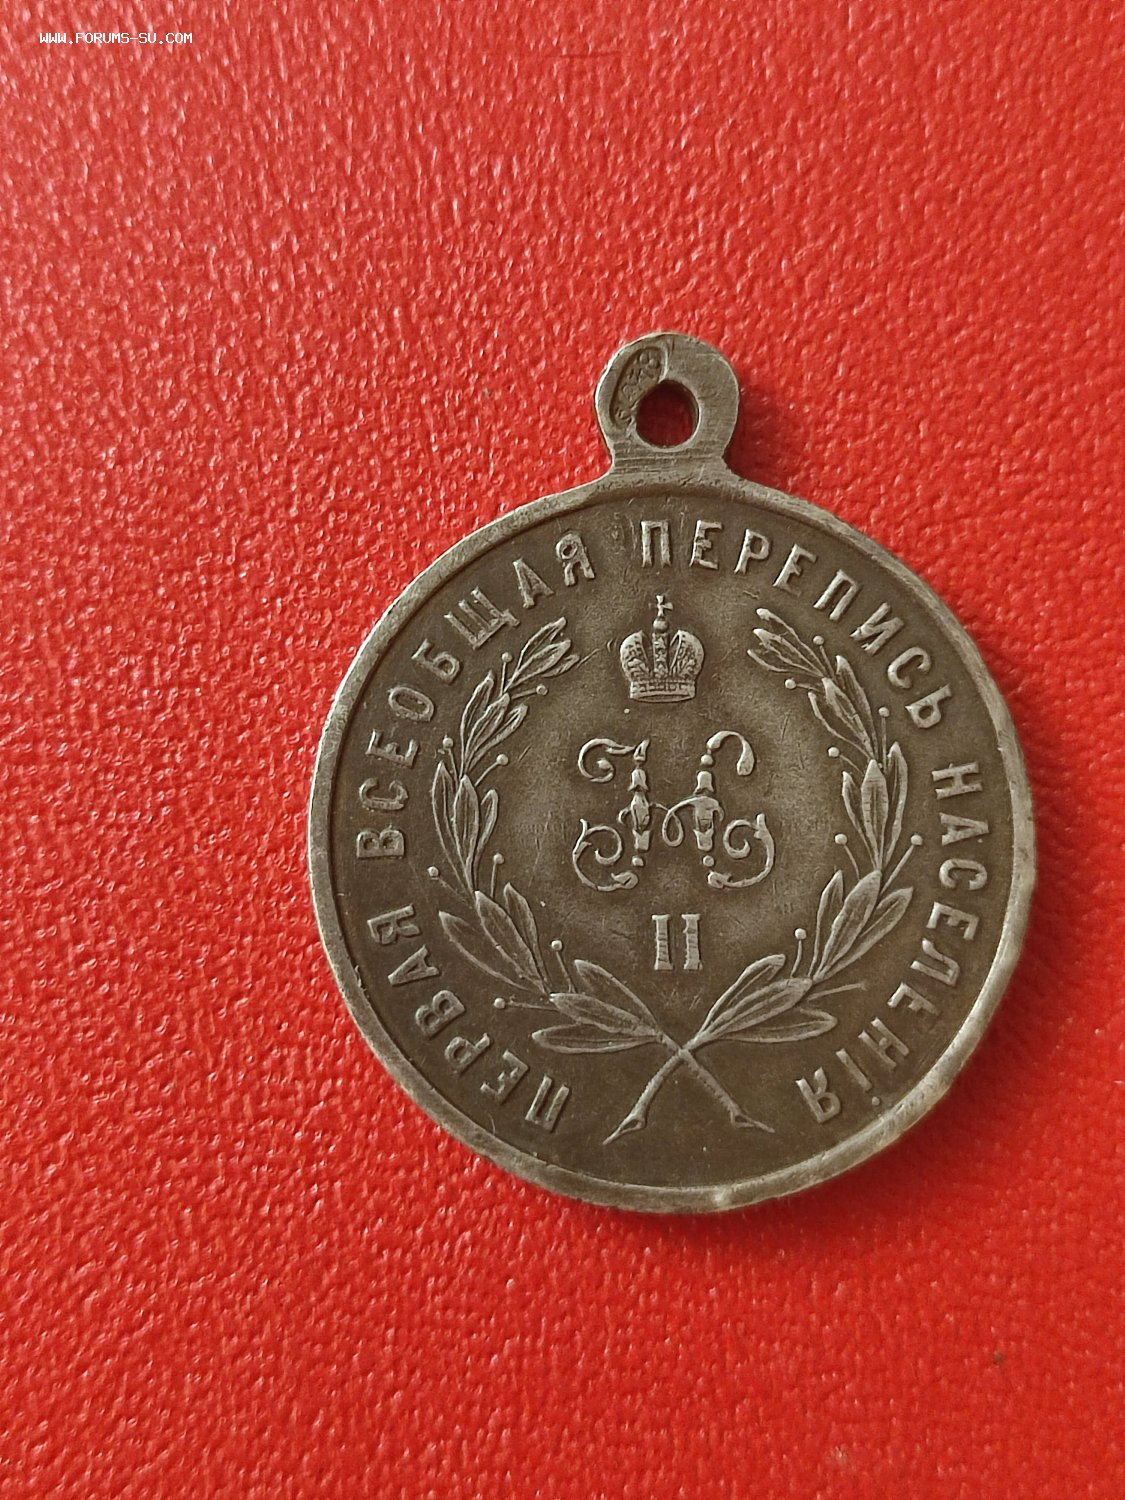 WWW.FORUMS-SU.COM
ПЕРВАЯ ВСЕОБЩАЯ ПЕРЕПИСЬ НАСЕЛЕНІЯ
Н
II